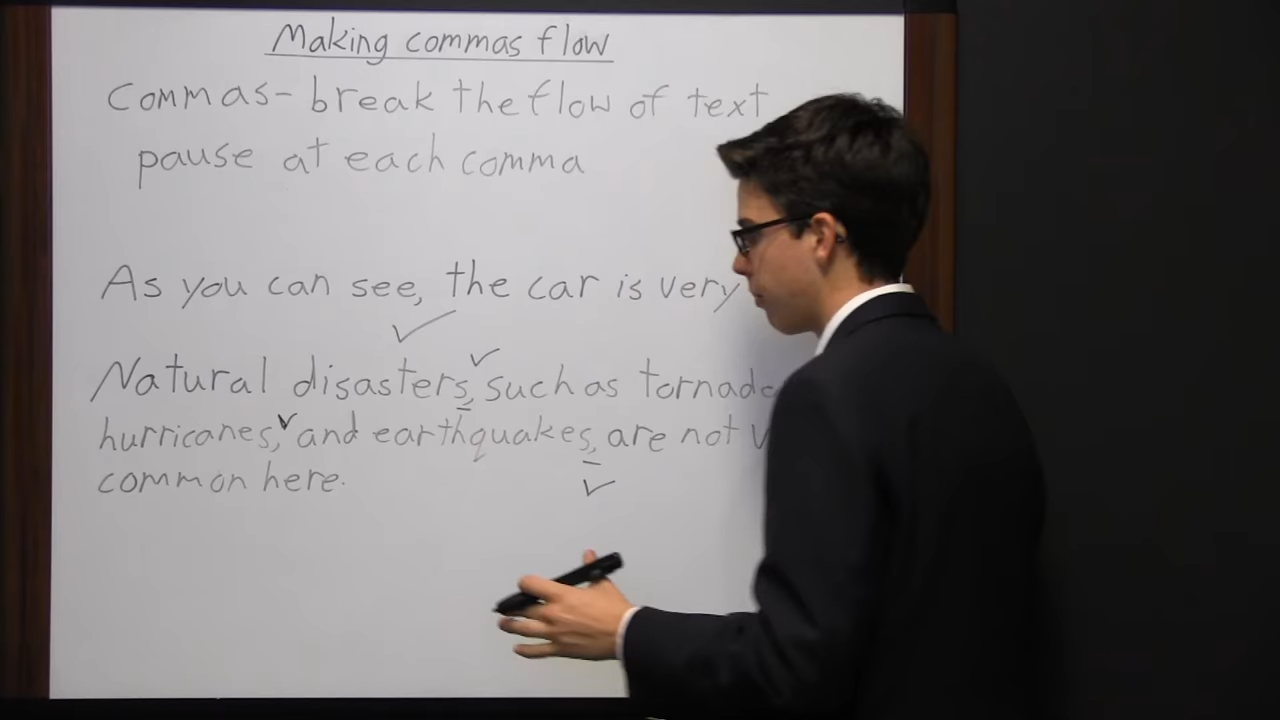 Making commas flow
Commas- break the flow of text
pause at each comma
As you can see, the car is very
Natural disasters, such as
hurricanes, and earthquakes, are not
common here.